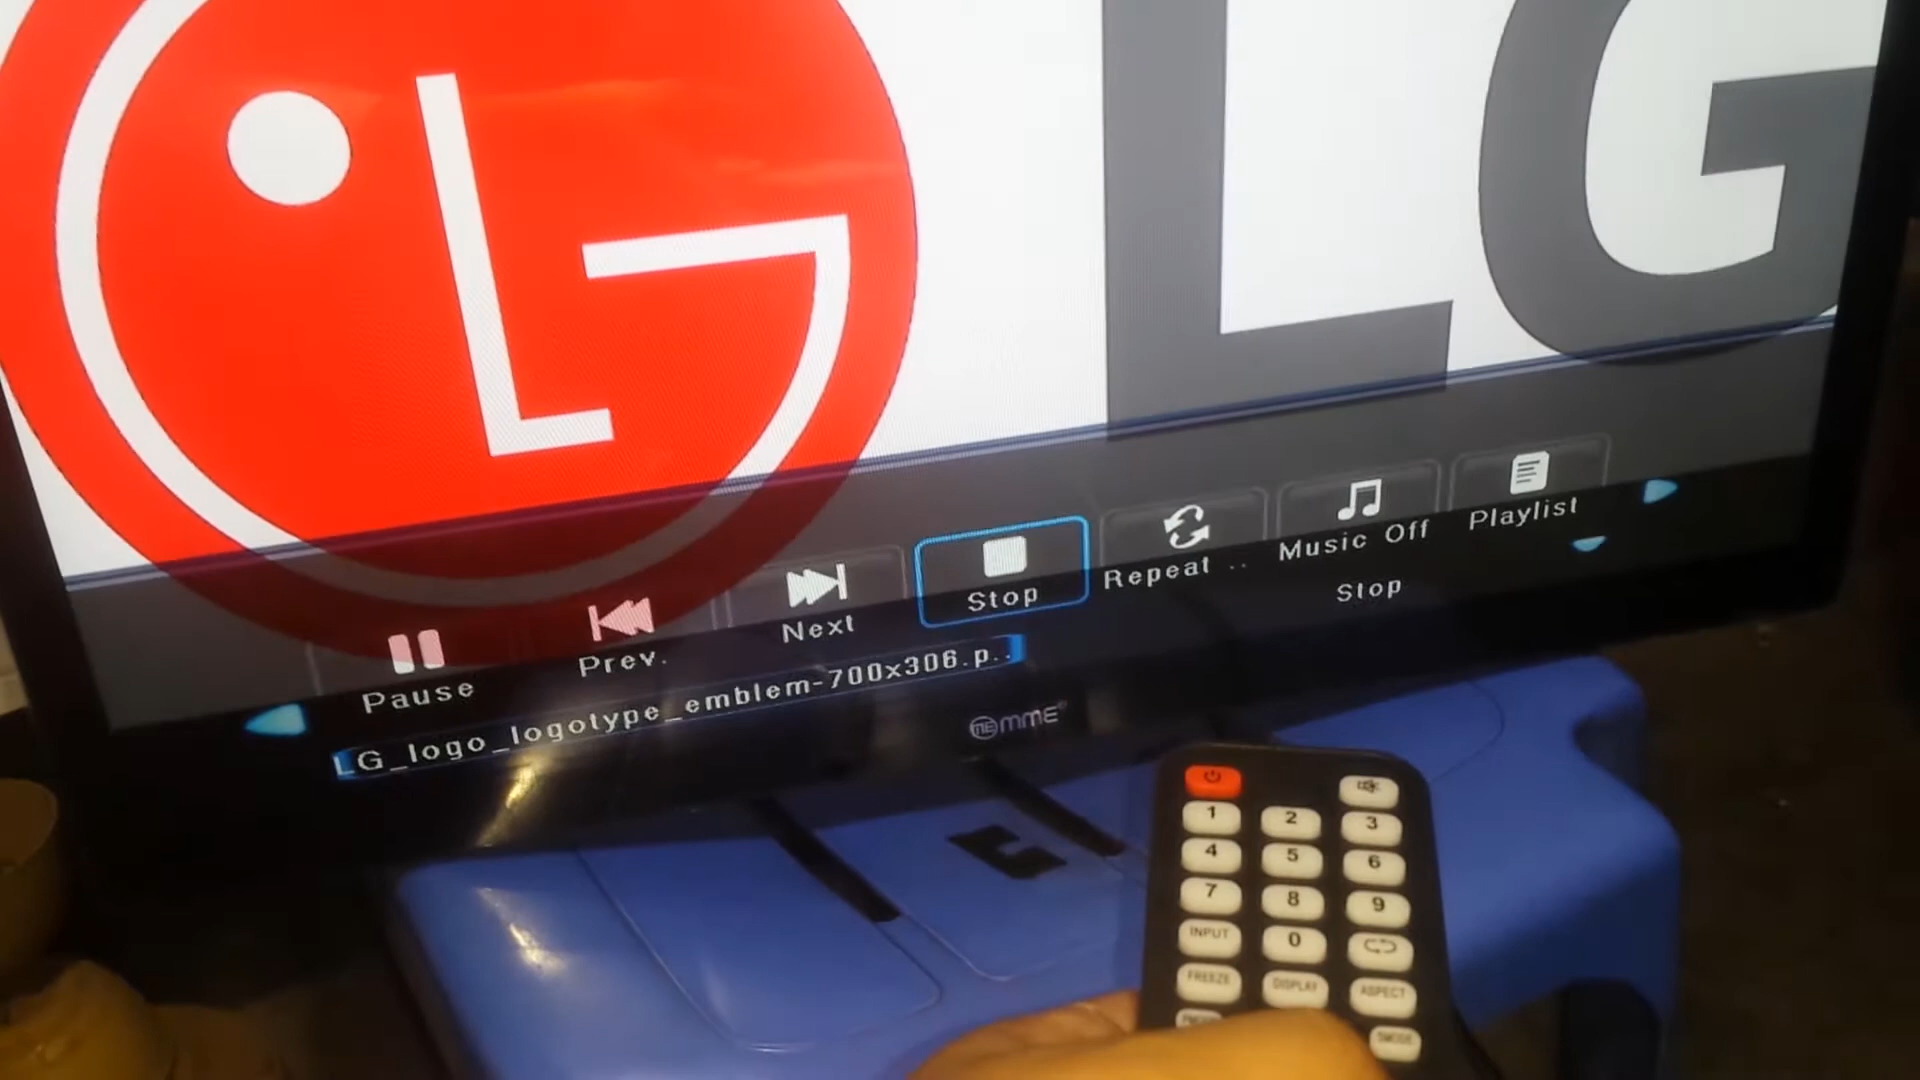 LG
LG
Pause
Prev.
Next
Stop
Repeat ..
Music Off
Playlist
Stop
LG_logo_logotype_emblem-700x306.p..
mme
1
2
3
4
5
6
7
8
9
INPUT
0
FREEZE
DISPLAY
ASPECT
SMODE